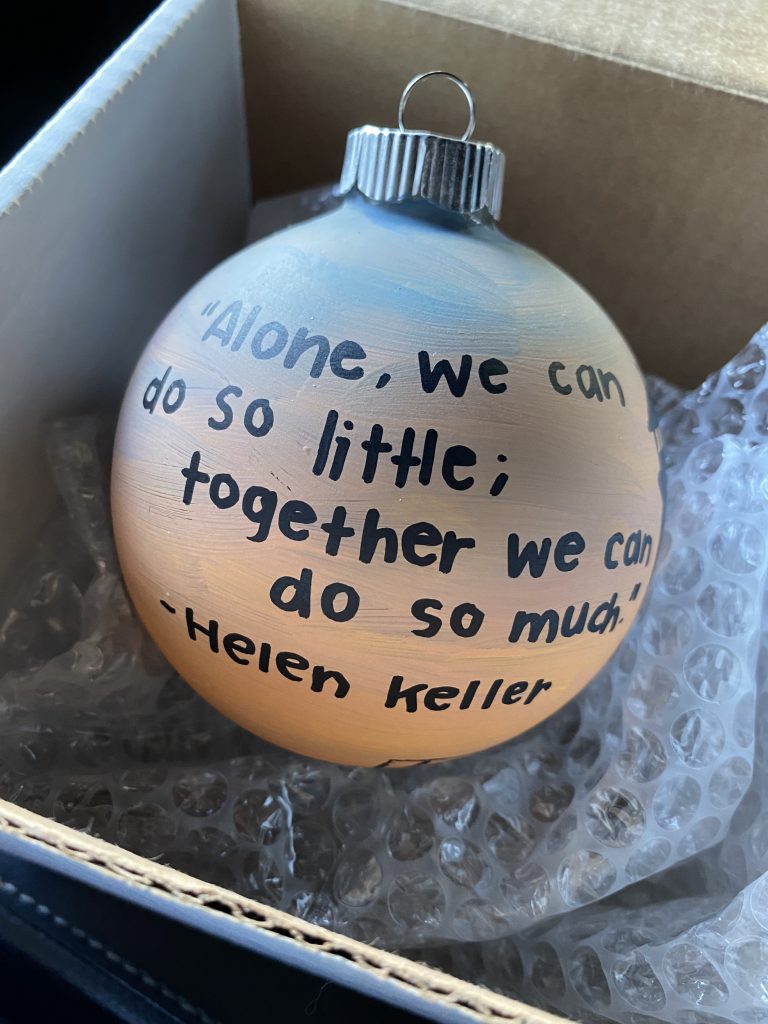 "Alone, we can
do so little;
together we can
do so much."
-Helen Keller